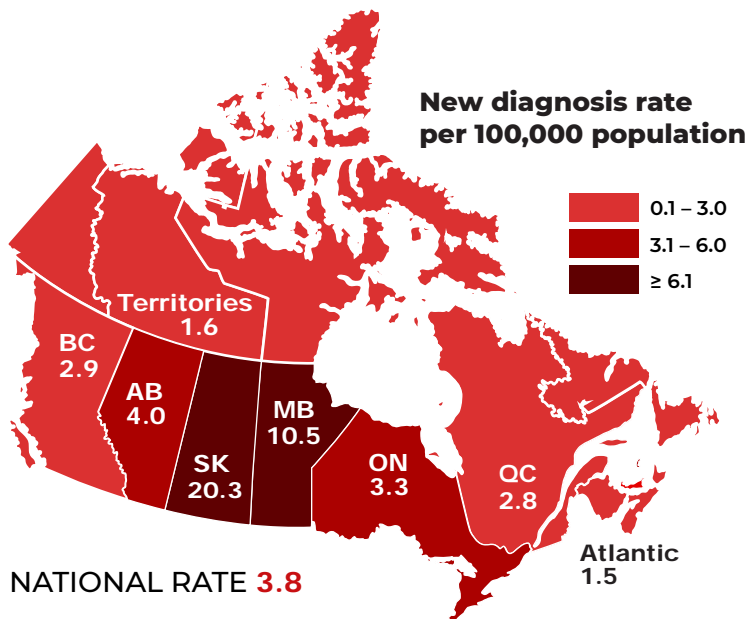 New diagnosis rate
per 100,000 population
0.1 – 3.0
3.1 – 6.0
≥ 6.1
Territories
1.6
BC
2.9
AB
4.0
SK
20.3
MB
10.5
ON
3.3
QC
2.8
Atlantic
1.5
NATIONAL RATE 3.8